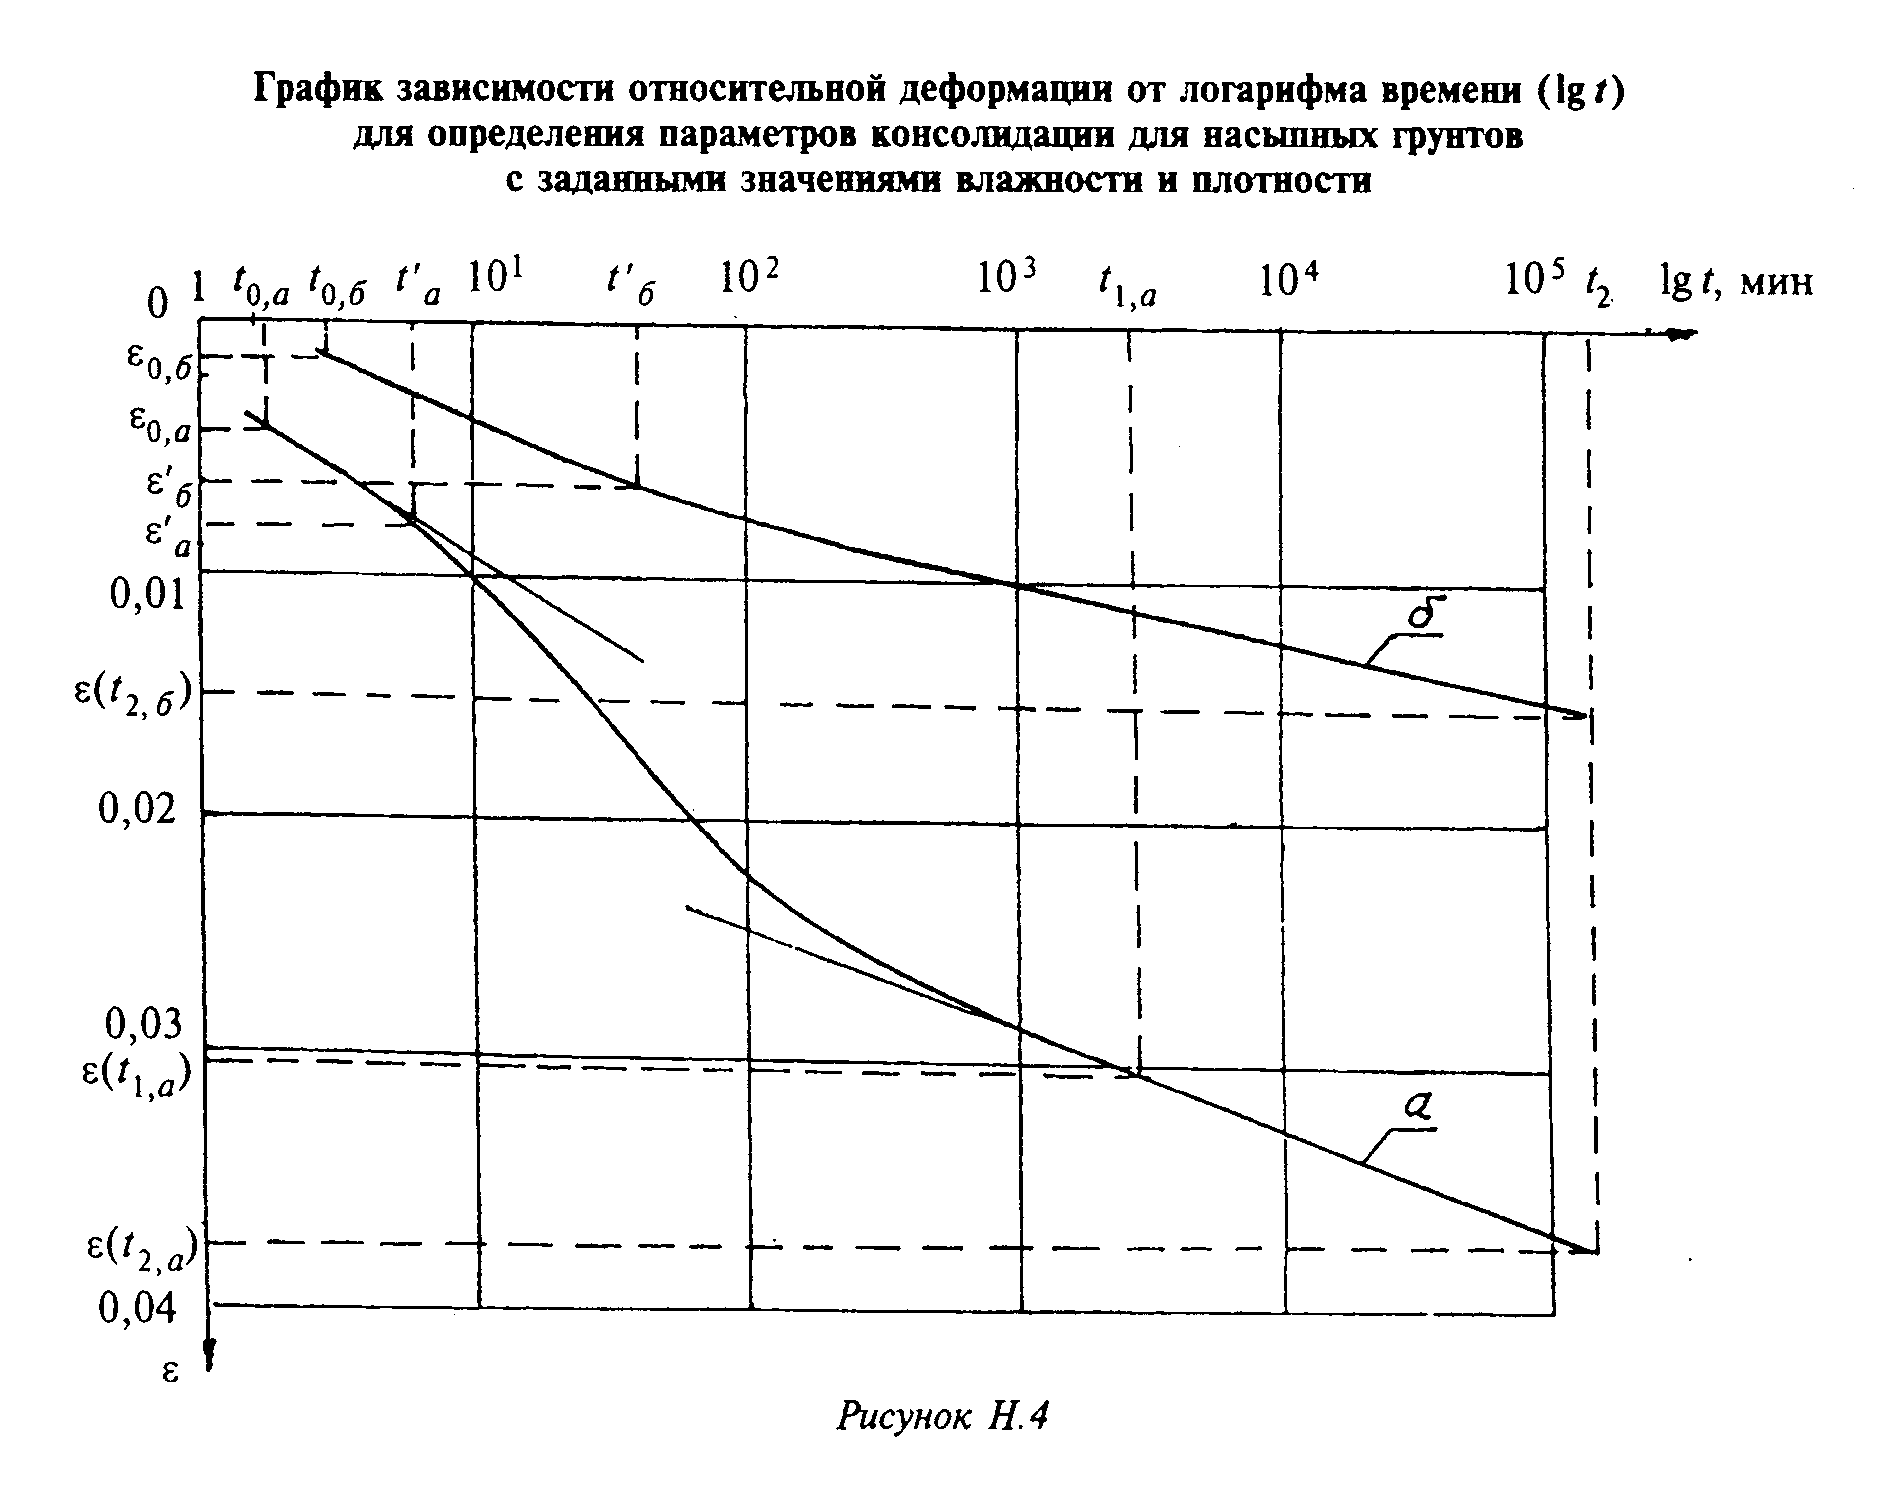 График зависимости относительной деформации от логарифма времени (lg t)
для определения параметров консолидации для насыпных грунтов
с заданными значениями влажности и плотности
0 1 t₀,а t₀,б t'а 10¹ t'б 10² 10³ t₁,а 10⁴ 10⁵ t₂ lg t, мин
ε₀,б
ε₀,а
ε'б
ε'а
0,01
б
ε(t₂,б)
0,02
0,03
ε(t₁,а)
а
ε(t₂,а)
0,04
ε
Рисунок Н.4